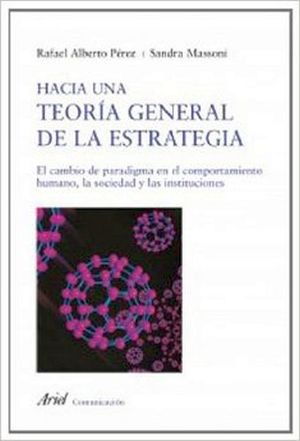 Rafael Alberto Pérez | Sandra Massoni
HACIA UNA
TEORÍA GENERAL
DE LA ESTRATEGIA
El cambio de paradigma en el comportamiento
humano, la sociedad y las instituciones
Ariel Comunicación